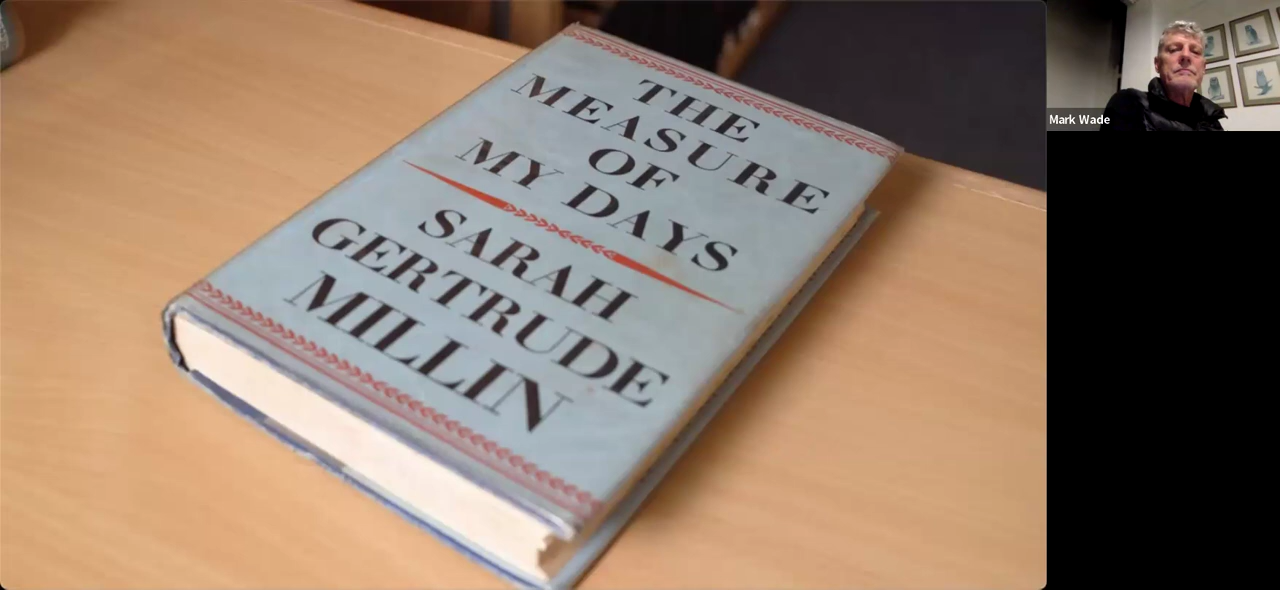 THE
MEASURE
OF
MY DAYS
SARAH
GERTRUDE
MILLIN
Mark Wade